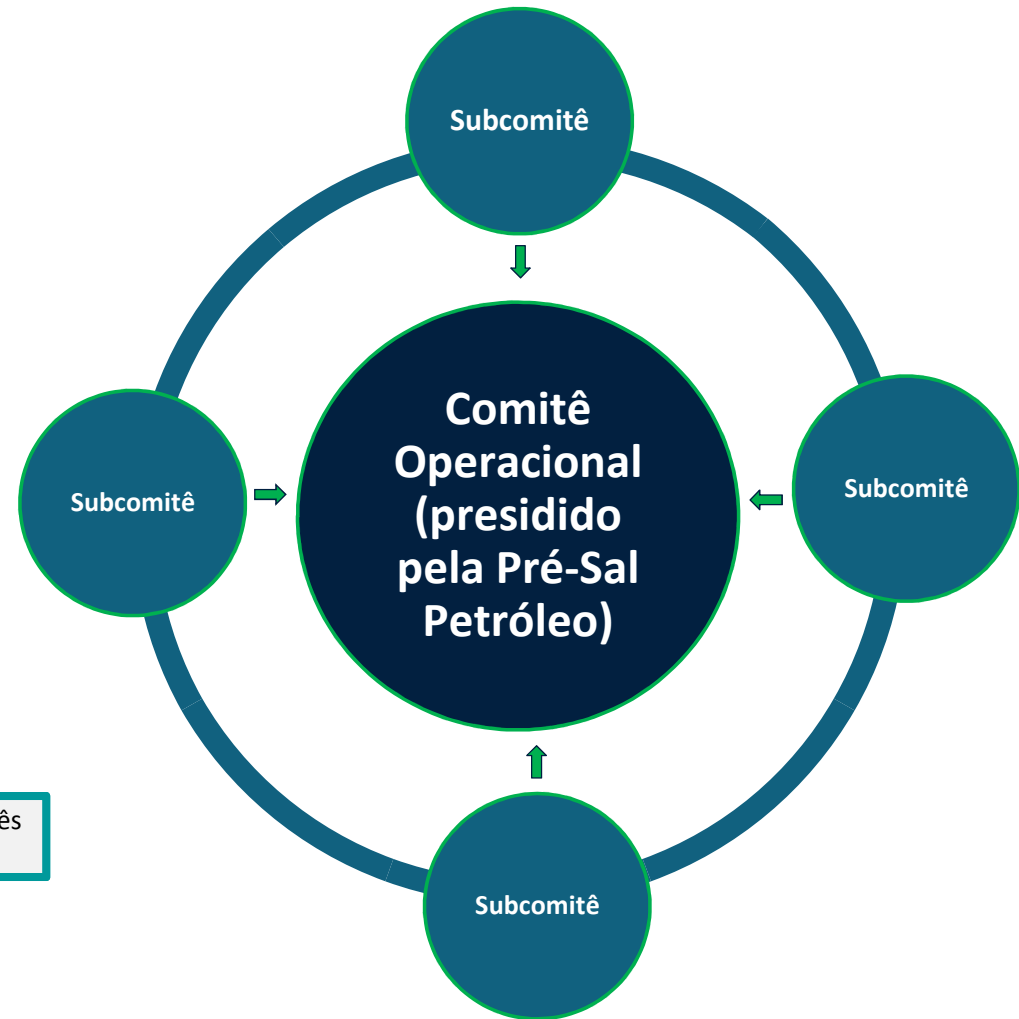 Subcomitê
Comitê
Operacional
(presidido
pela Pré-Sal
Petróleo)
Subcomitê
Subcomitê
Subcomitê